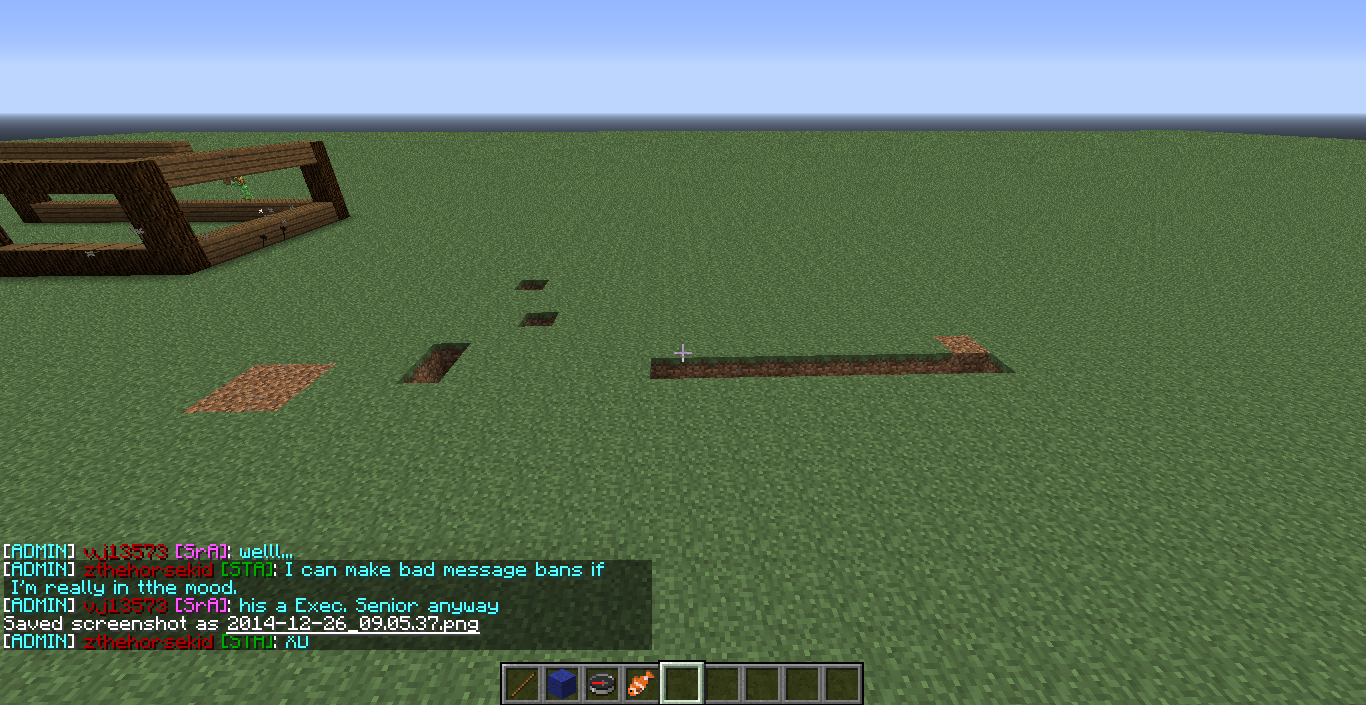 [ADMIN] vj13573 [SrA]: welll...
[ADMIN] zthehorsekid [STA]: I can make bad message bans if
I'm really in tthe mood.
[ADMIN] vj13573 [SrA]: his a Exec. Senior anyway
Saved screenshot as 2014-12-26_09.05.37.png
[ADMIN] zthehorsekid [STA]: XD